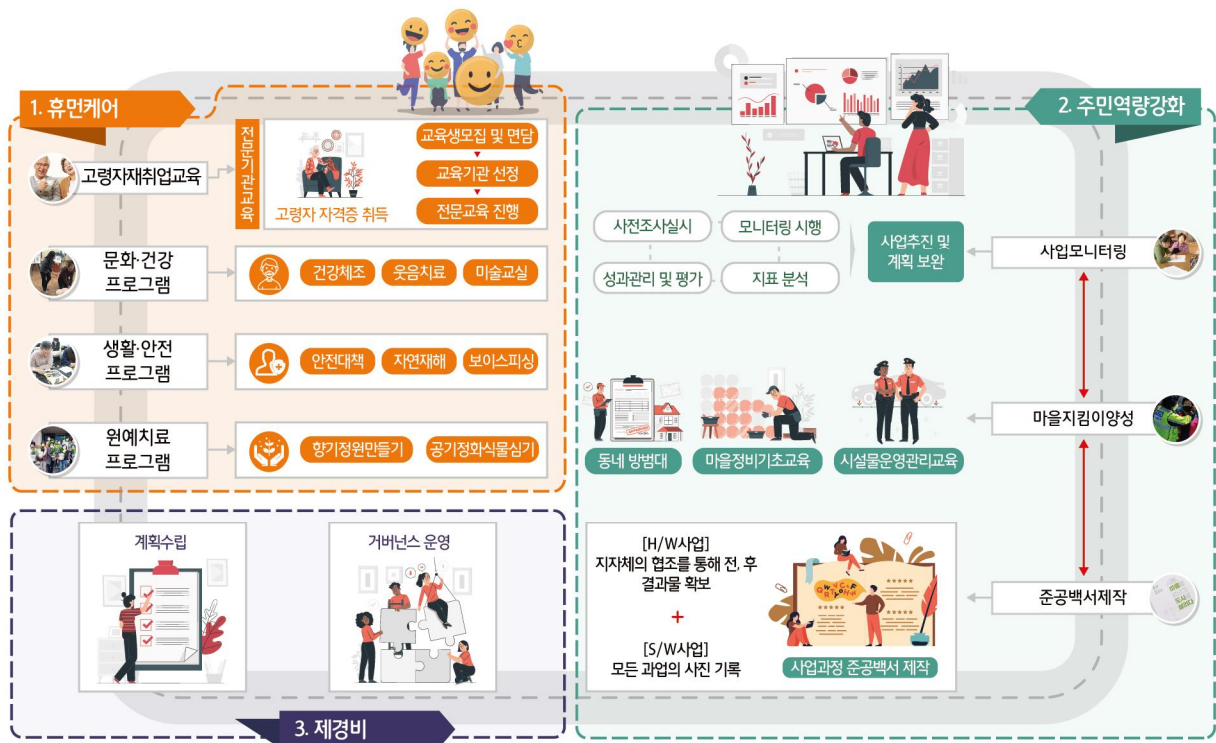 1. 휴먼케어
고령자재취업교육
전문기관교육
고령자 자격증 취득
교육생모집 및 면담
교육기관 선정
전문교육 진행
문화·건강
프로그램
건강체조
웃음치료
미술교실
생활·안전
프로그램
안전대책
자연재해
보이스피싱
원예치료
프로그램
향기정원만들기
공기정화식물심기
2. 주민역량강화
사전조사실시
모니터링 시행
성과관리 및 평가
지표 분석
사업추진 및
계획 보완
사업모니터링
동네 방범대
마을정비기초교육
시설물운영관리교육
마을지킴이양성
[H/W사업]
지자체의 협조를 통해 전, 후
결과물 확보
+
[S/W사업]
모든 과업의 사진 기록
사업과정 준공백서 제작
준공백서제작
계획수립
거버넌스 운영
3. 제경비